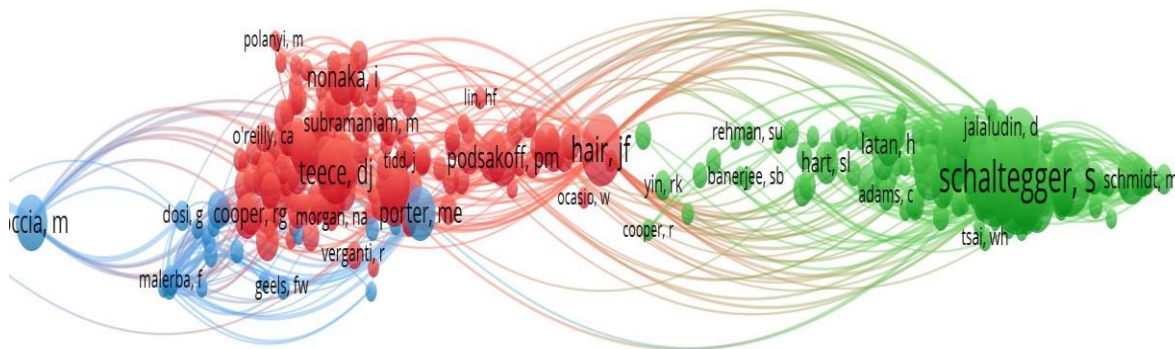 polanyi, m
nonaka, i
lin, hf
o'reilly, ca
subramaniam, m
teece, dj
tidd, j
podsakoff, pm
hair, jf
ocasio, w
occia, m
dosi, g
cooper, rg
morgan, na
porter, me
verganti, r
malerba, f
geels, fw
rehman, su
banerjee, sb
hart, sl
yin, rk
cooper, r
latan, h
jalaludin, d
adams, c
schaltegger, s
schmidt, m
tsai, wh